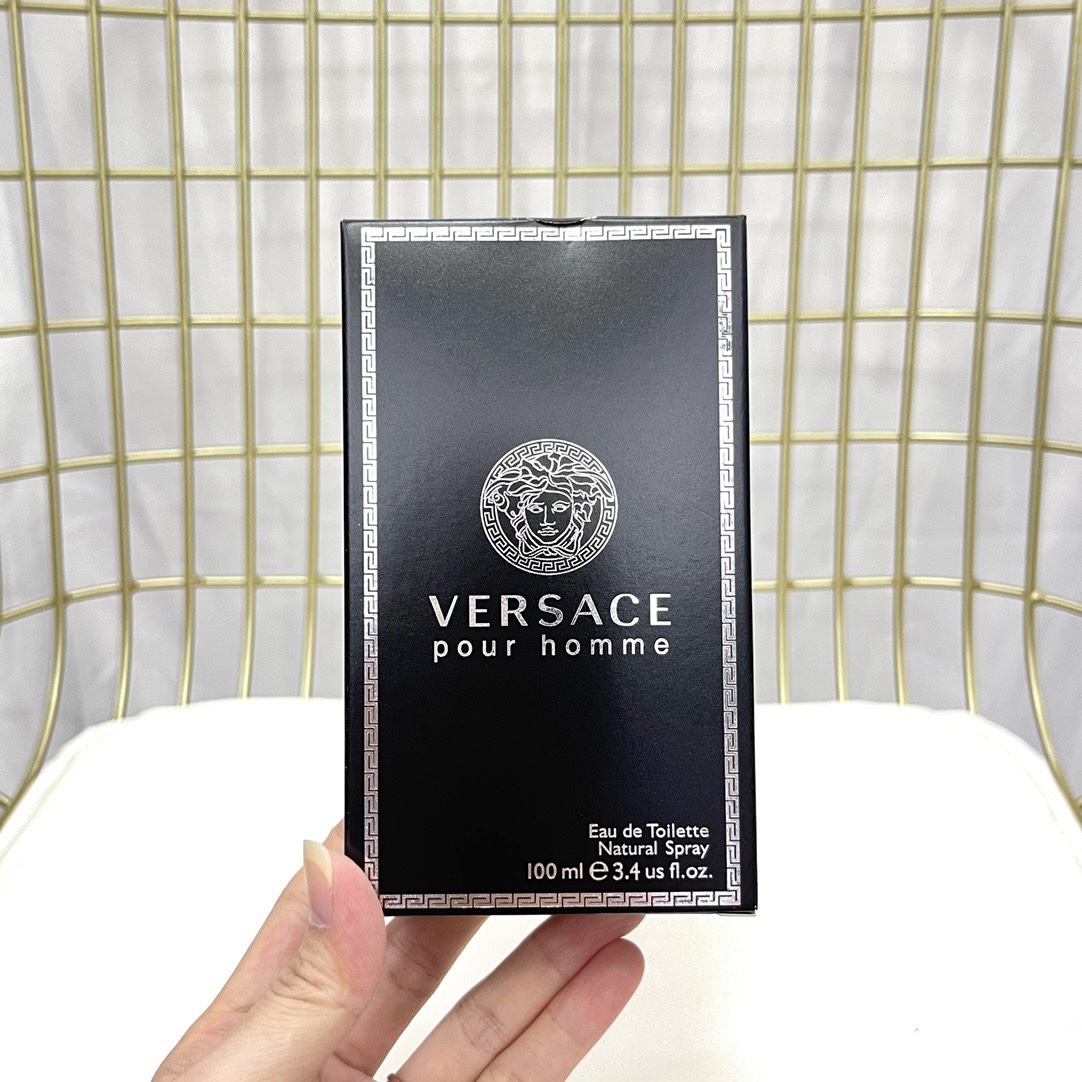 VERSACE
pour homme
Eau de Toilette
Natural Spray
100 ml ℮ 3.4 us fl.oz.